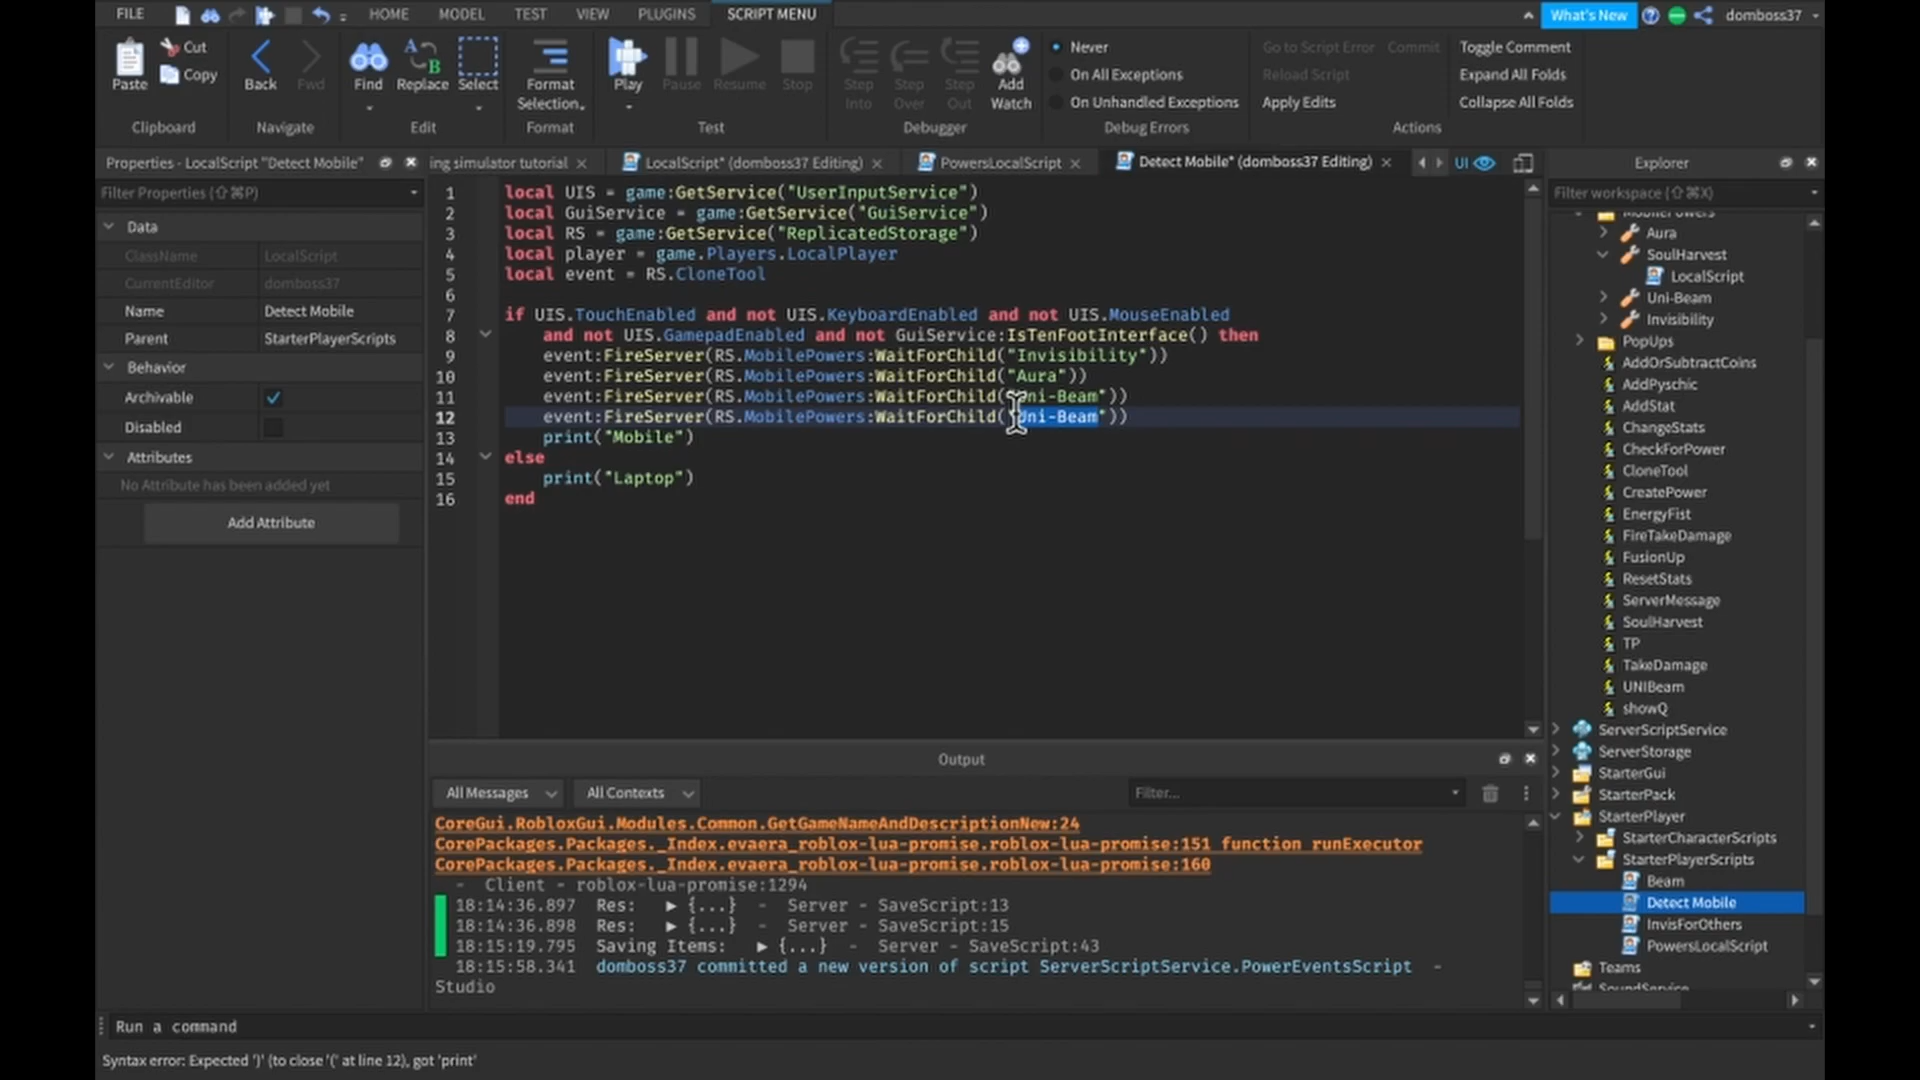 FILE
HOME
MODEL
TEST
VIEW
PLUGINS
SCRIPT MENU
What's New
domboss37
Paste
Cut
Copy
Clipboard
Back
Fwd
Navigate
Find
Replace
Select
Edit
Format
Selection
Format
Play
Pause
Resume
Stop
Test
Step
Into
Step
Over
Step
Out
Add
Watch
Debugger
Never
On All Exceptions
On Unhandled Exceptions
Debug Errors
Go to Script Error
Commit
Reload Script
Apply Edits
Toggle Comment
Expand All Folds
Collapse All Folds
Actions
Properties - LocalScript "Detect Mobile"
Filter Properties (⇧⌘P)
Data
ClassName LocalScript
CurrentEditor domboss37
Name Detect Mobile
Parent StarterPlayerScripts
Behavior
Archivable
Disabled
Attributes
No Attribute has been added yet
Add Attribute
ing simulator tutorial
LocalScript* (domboss37 Editing)
PowersLocalScript
Detect Mobile* (domboss37 Editing)
UI
1 local UIS = game:GetService("UserInputService")
2 local GuiService = game:GetService("GuiService")
3 local RS = game:GetService("ReplicatedStorage")
4 local player = game.Players.LocalPlayer
5 local event = RS.CloneTool
6
7 if UIS.TouchEnabled and not UIS.KeyboardEnabled and not UIS.MouseEnabled
8 and not UIS.GamepadEnabled and not GuiService:IsTenFootInterface() then
9 event:FireServer(RS.MobilePowers:WaitForChild("Invisibility"))
10 event:FireServer(RS.MobilePowers:WaitForChild("Aura"))
11 event:FireServer(RS.MobilePowers:WaitForChild("Uni-Beam"))
12 event:FireServer(RS.MobilePowers:WaitForChild("Uni-Beam"))
13 print("Mobile")
14 else
15 print("Laptop")
16 end
Output
All Messages
All Contexts
Filter...
CoreGui.RobloxGui.Modules.Common.GetGameNameAndDescriptionNew:24
CorePackages.Packages._Index.evaera_roblox-lua-promise.roblox-lua-promise:151 function runExecutor
CorePackages.Packages._Index.evaera_roblox-lua-promise.roblox-lua-promise:160
- Client - roblox-lua-promise:1294
18:14:36.897 Res: ▶ {...} - Server - SaveScript:13
18:14:36.898 Res: ▶ {...} - Server - SaveScript:15
18:15:19.795 Saving Items: ▶ {...} - Server - SaveScript:43
18:15:58.341 domboss37 committed a new version of script ServerScriptService.PowerEventsScript -
Studio
Explorer
Filter workspace (⇧⌘X)
MobilePowers
Aura
SoulHarvest
LocalScript
Uni-Beam
Invisibility
PopUps
AddOrSubtractCoins
AddPyschic
AddStat
ChangeStats
CheckForPower
CloneTool
CreatePower
EnergyFist
FireTakeDamage
FusionUp
ResetStats
ServerMessage
SoulHarvest
TP
TakeDamage
UNIBeam
showQ
ServerScriptService
ServerStorage
StarterGui
StarterPack
StarterPlayer
StarterCharacterScripts
StarterPlayerScripts
Beam
Detect Mobile
InvisForOthers
PowersLocalScript
Teams
SoundService
Run a command
Syntax error: Expected ')' (to close '(' at line 12), got 'print'